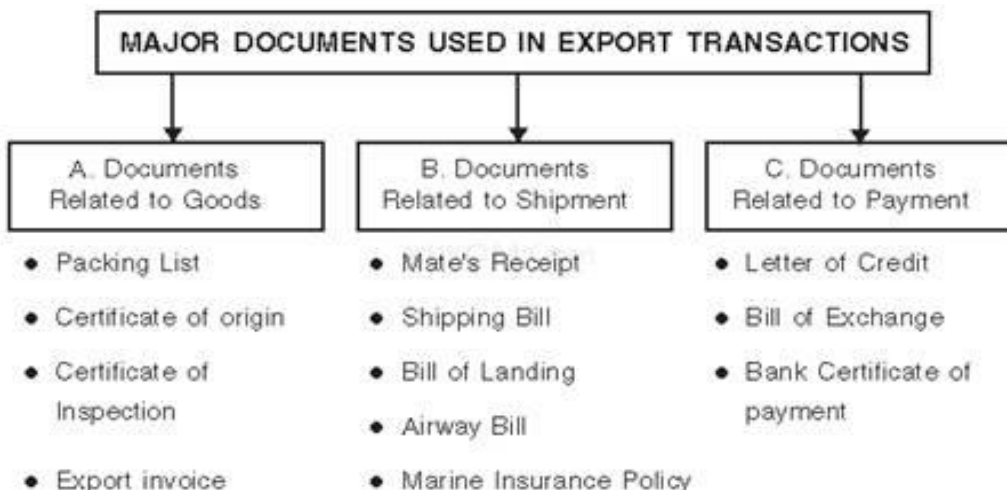 MAJOR DOCUMENTS USED IN EXPORT TRANSACTIONS
A. Documents
Related to Goods
• Packing List
• Certificate of origin
• Certificate of
Inspection
• Export invoice
B. Documents
Related to Shipment
• Mate's Receipt
• Shipping Bill
• Bill of Landing
• Airway Bill
• Marine Insurance Policy
C. Documents
Related to Payment
• Letter of Credit
• Bill of Exchange
• Bank Certificate of
payment